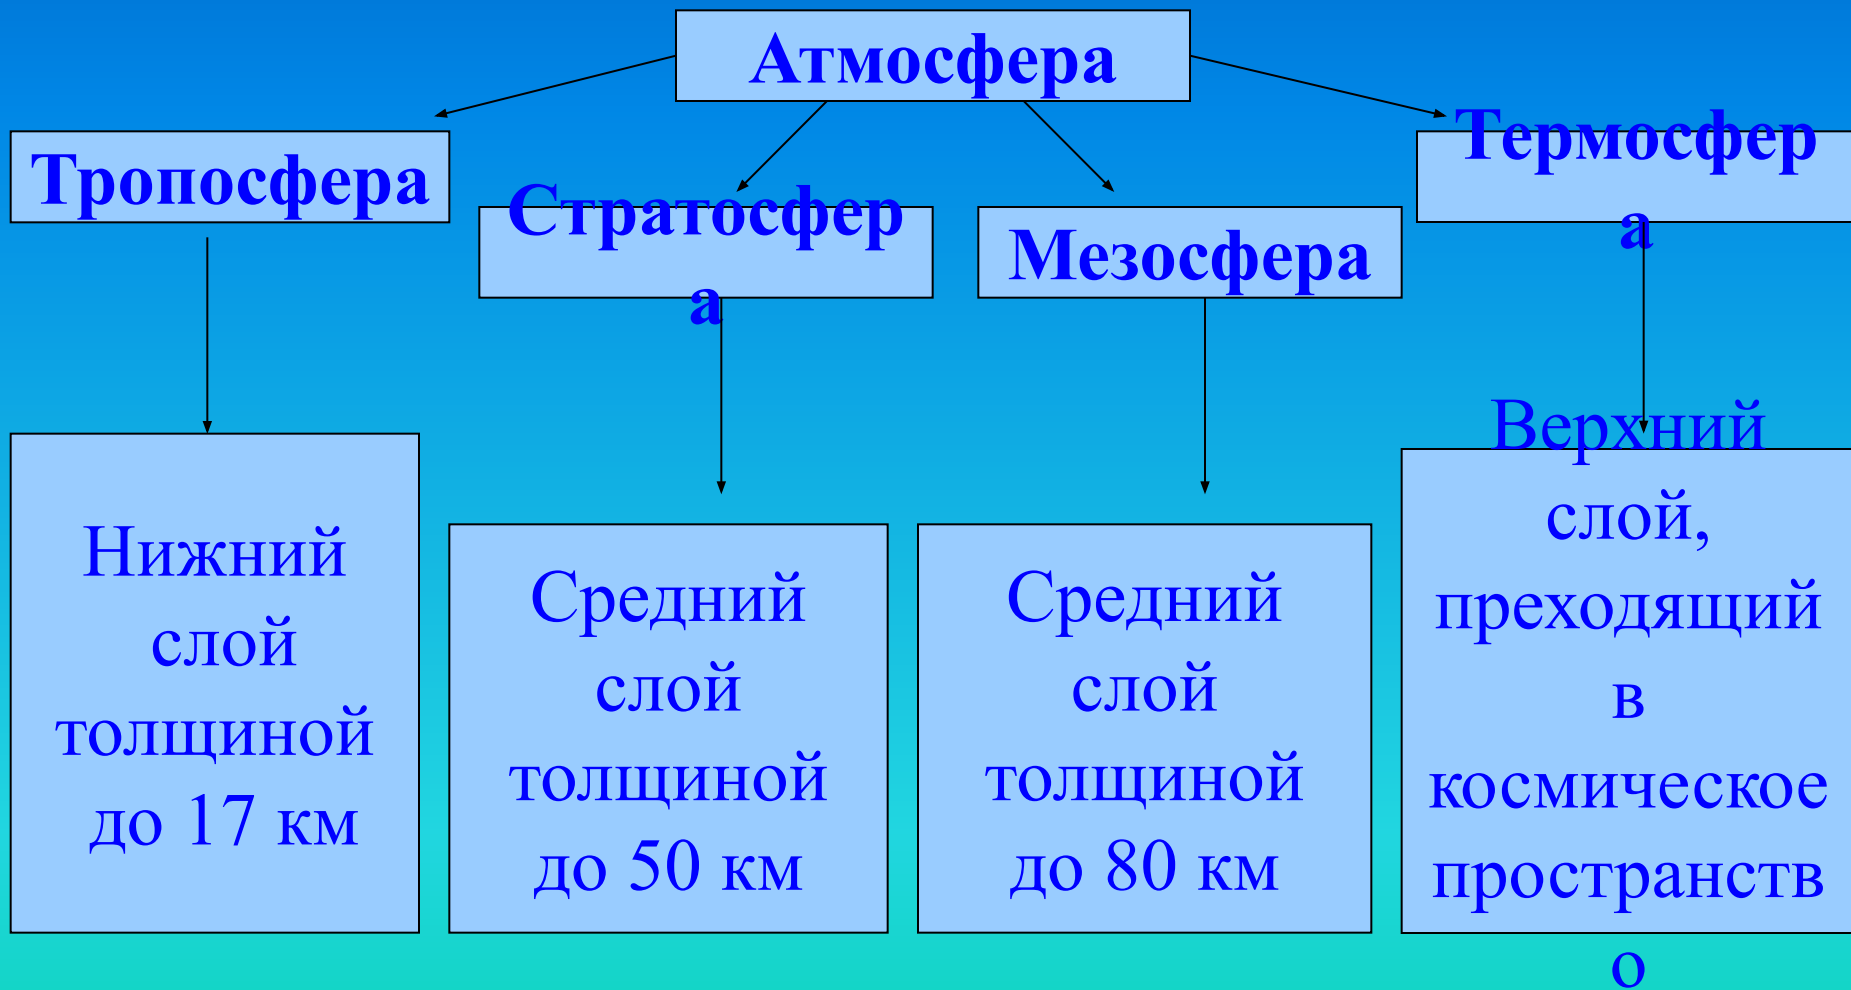 Атмосфера
Тропосфера
Стратосфер
а
Мезосфера
Термосфер
а
Нижний
слой
толщиной
до 17 км
Средний
слой
толщиной
до 50 км
Средний
слой
толщиной
до 80 км
Верхний
слой,
преходящий
в
космическое
пространств
о